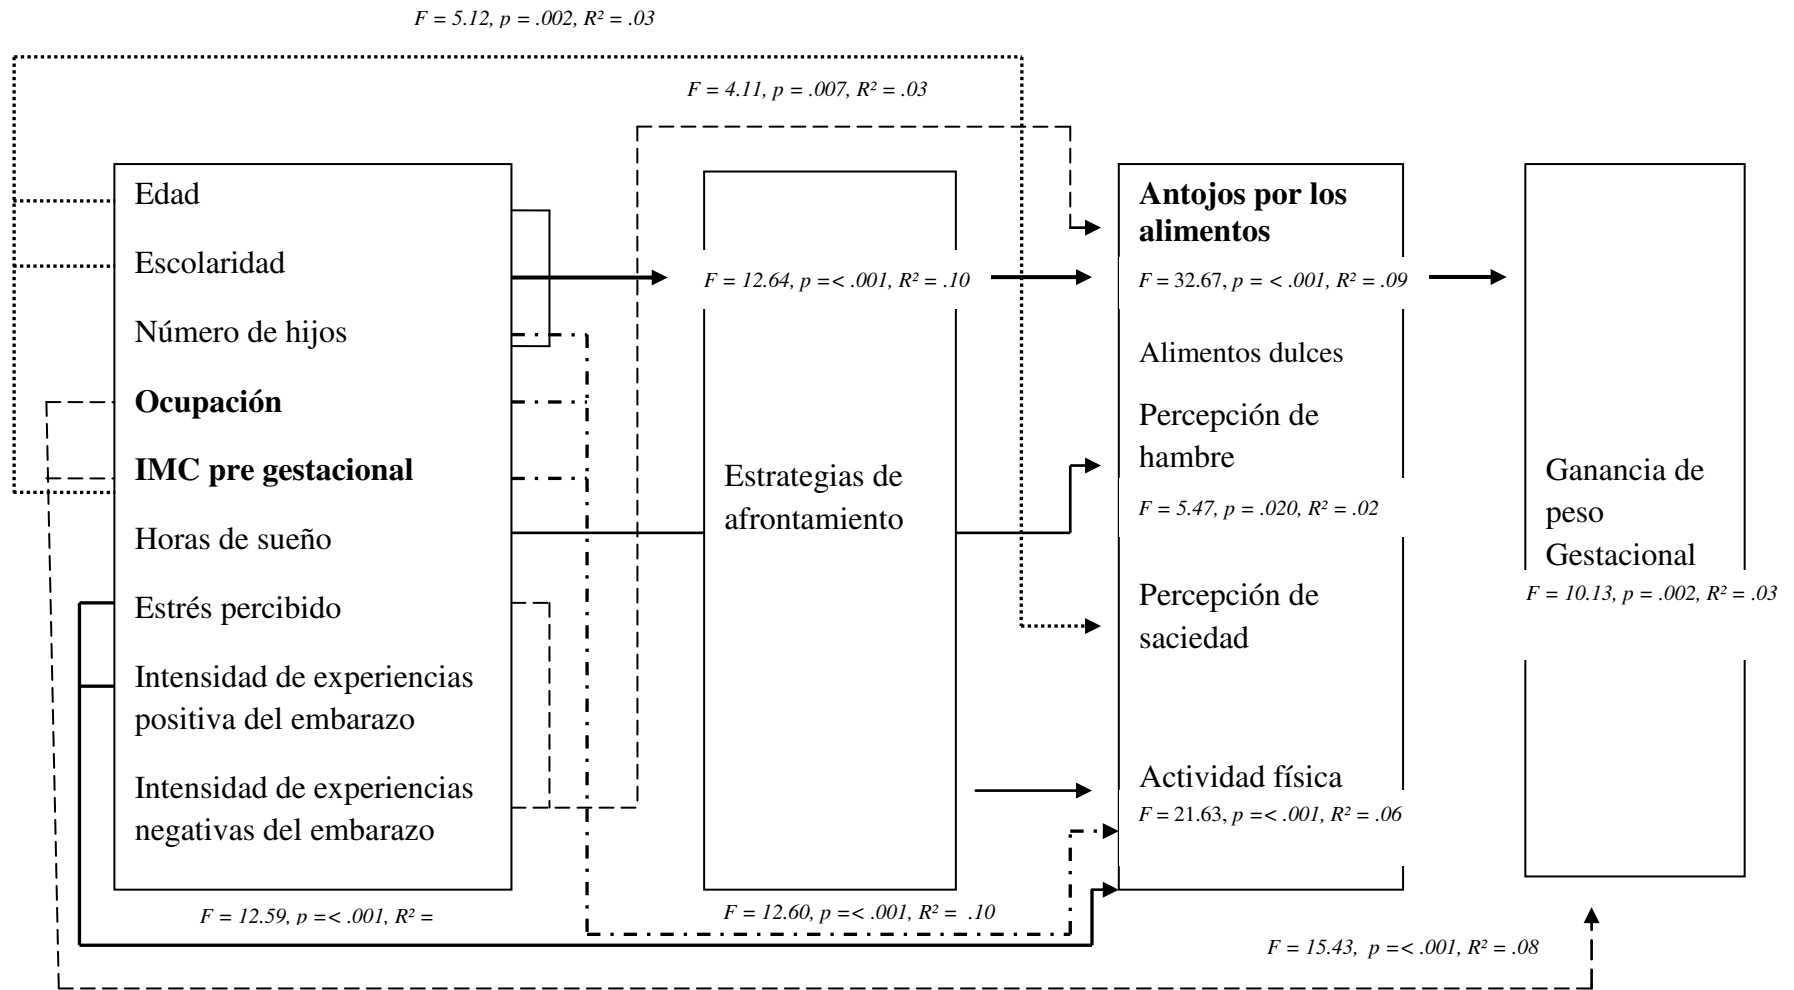 F = 5.12, p = .002, R² = .03
F = 4.11, p = .007, R² = .03
Edad
Escolaridad
Número de hijos
Ocupación
IMC pre gestacional
Horas de sueño
Estrés percibido
Intensidad de experiencias
positiva del embarazo
Intensidad de experiencias
negativas del embarazo
F = 12.59, p =< .001, R² =
F = 12.64, p =< .001, R² = .10
Estrategias de
afrontamiento
F = 12.60, p =< .001, R² = .10
Antojos por los
alimentos
F = 32.67, p = < .001, R² = .09
Alimentos dulces
Percepción de
hambre
F = 5.47, p = .020, R² = .02
Percepción de
saciedad
Actividad física
F = 21.63, p =< .001, R² = .06
Ganancia de
peso
Gestacional
F = 10.13, p = .002, R² = .03
F = 15.43, p =< .001, R² = .08